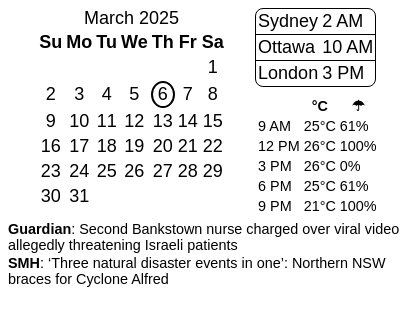 March 2025
Su Mo Tu We Th Fr Sa
1
2 3 4 5 6 7 8
9 10 11 12 13 14 15
16 17 18 19 20 21 22
23 24 25 26 27 28 29
30 31
Sydney 2 AM
Ottawa 10 AM
London 3 PM
°C ☂
9 AM 25°C 61%
12 PM 26°C 100%
3 PM 26°C 0%
6 PM 25°C 61%
9 PM 21°C 100%
Guardian: Second Bankstown nurse charged over viral video
allegedly threatening Israeli patients
SMH: ‘Three natural disaster events in one’: Northern NSW
braces for Cyclone Alfred